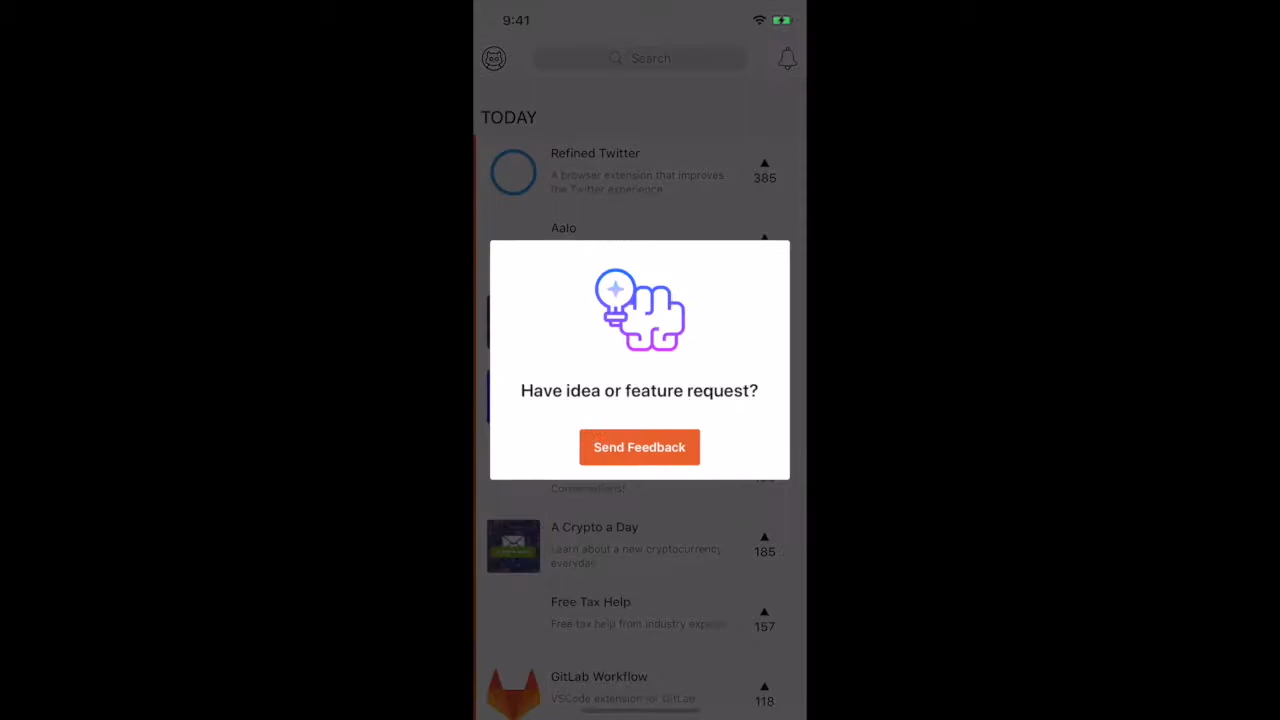 9:41
Search
TODAY
Refined Twitter
A browser extension that improves
the Twitter experience
385
Aalo
Have idea or feature request?
Send Feedback
Conversations!
A Crypto a Day
Learn about a new cryptocurrency
everyday
185
Free Tax Help
Free tax help from industry experts
157
GitLab Workflow
VSCode extension for GitLab
118